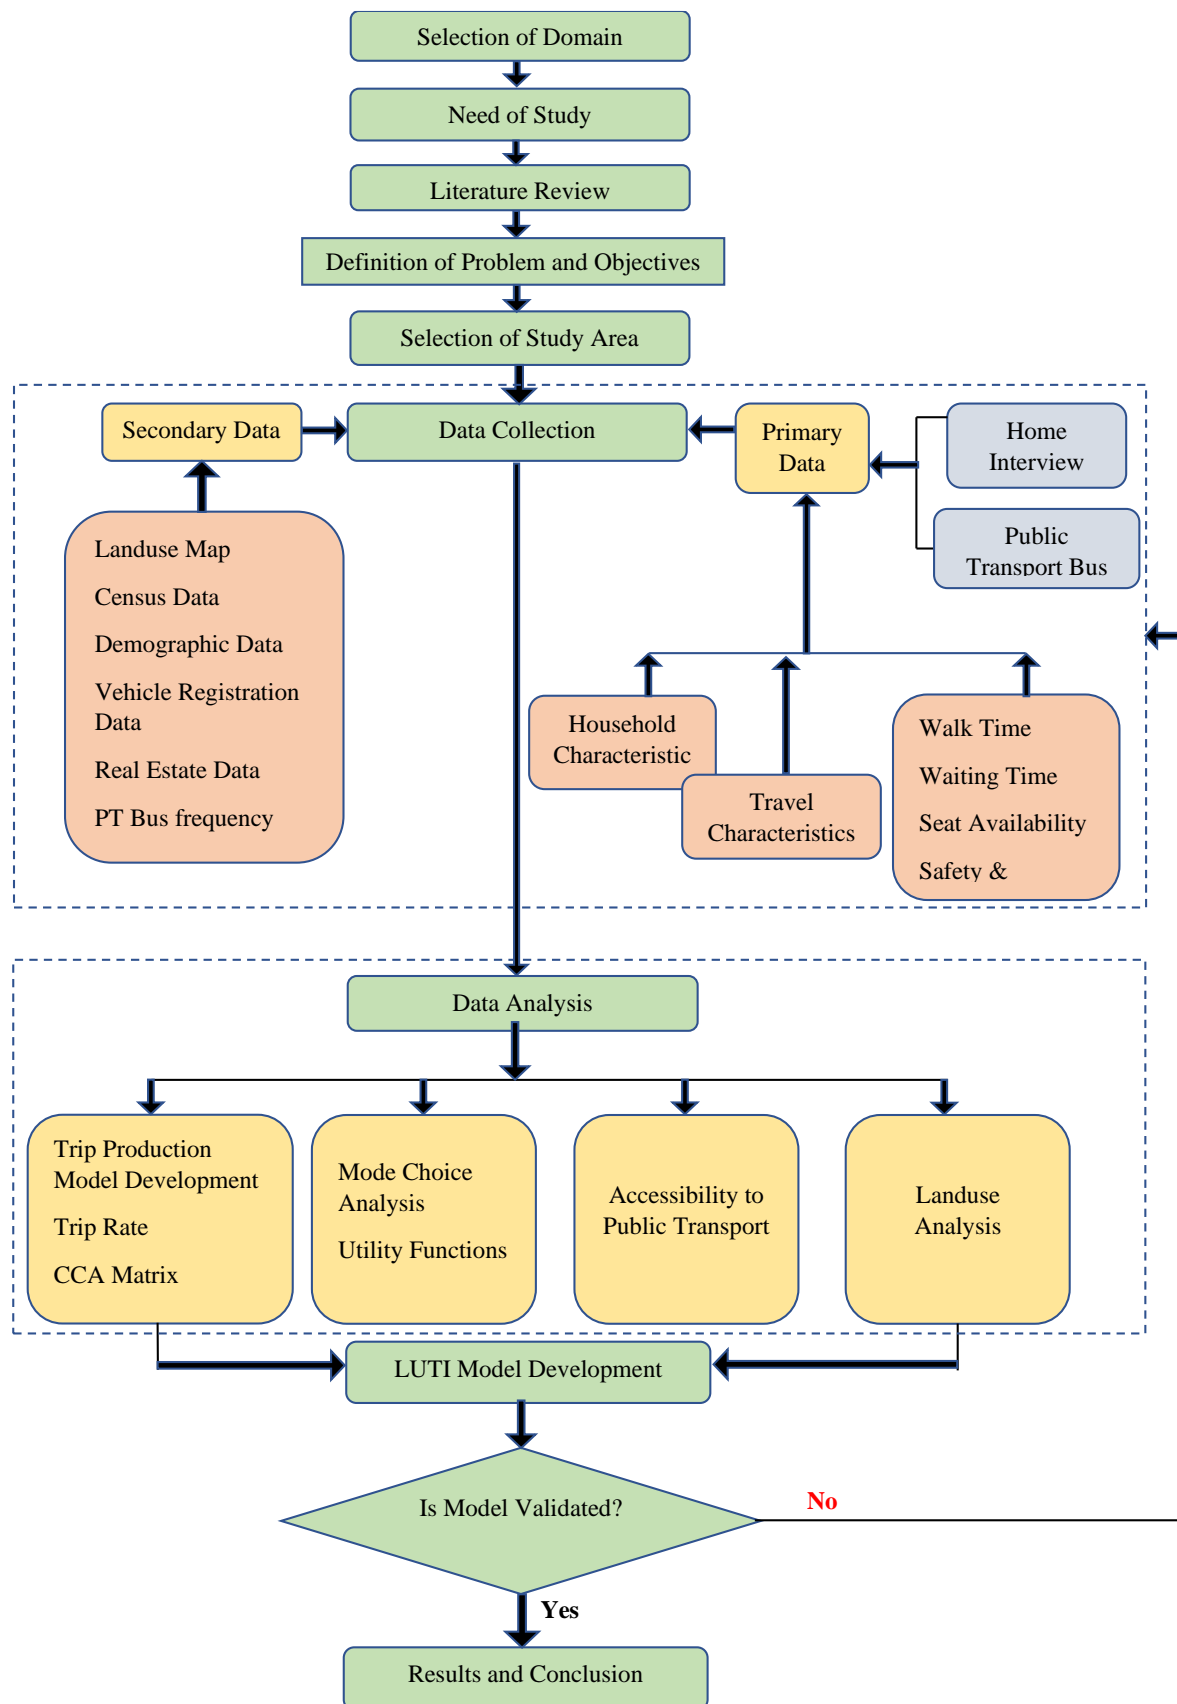 Selection of Domain
Need of Study
Literature Review
Definition of Problem and Objectives
Selection of Study Area
Secondary Data
Data Collection
Primary
Data
Home
Interview
Public
Transport Bus
Landuse Map
Census Data
Demographic Data
Vehicle Registration
Data
Real Estate Data
PT Bus frequency
Household
Characteristic
Travel
Characteristics
Walk Time
Waiting Time
Seat Availability
Safety &
Data Analysis
Trip Production
Model Development
Trip Rate
CCA Matrix
Mode Choice
Analysis
Utility Functions
Accessibility to
Public Transport
Landuse
Analysis
LUTI Model Development
Is Model Validated?
No
Yes
Results and Conclusion